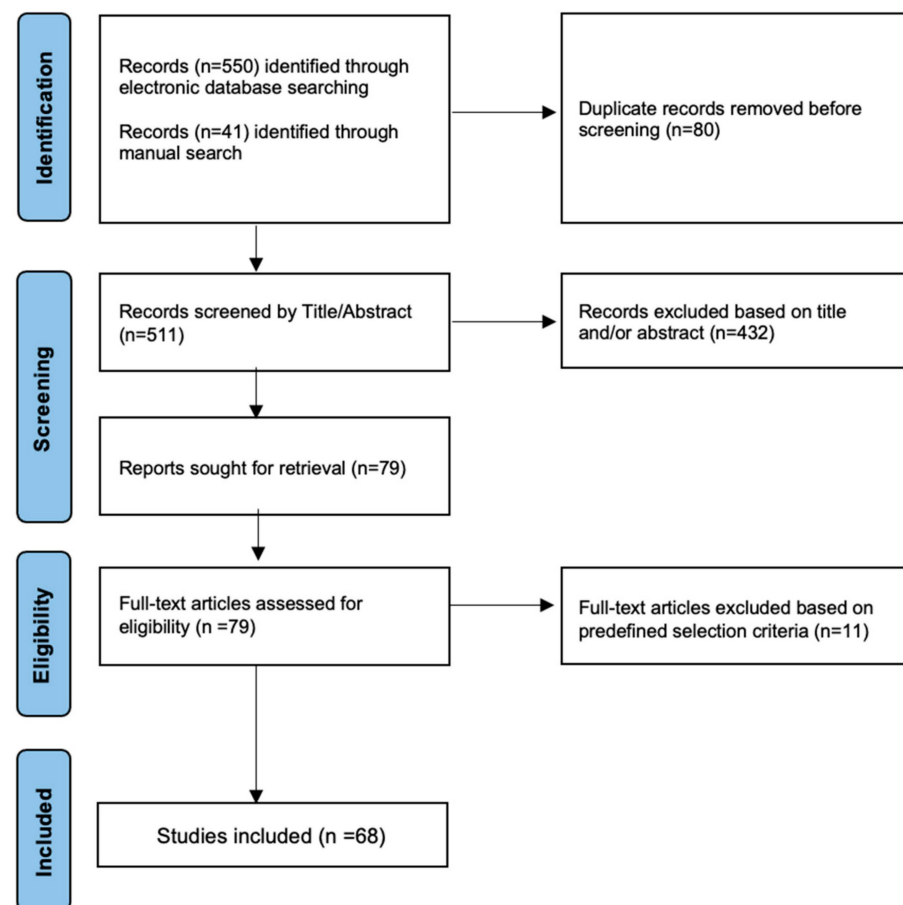 Identification
Records (n=550) identified through
electronic database searching
Records (n=41) identified through
manual search
Duplicate records removed before
screening (n=80)
Screening
Records screened by Title/Abstract
(n=511)
Records excluded based on title
and/or abstract (n=432)
Reports sought for retrieval (n=79)
Eligibility
Full-text articles assessed for
eligibility (n =79)
Full-text articles excluded based on
predefined selection criteria (n=11)
Included
Studies included (n =68)